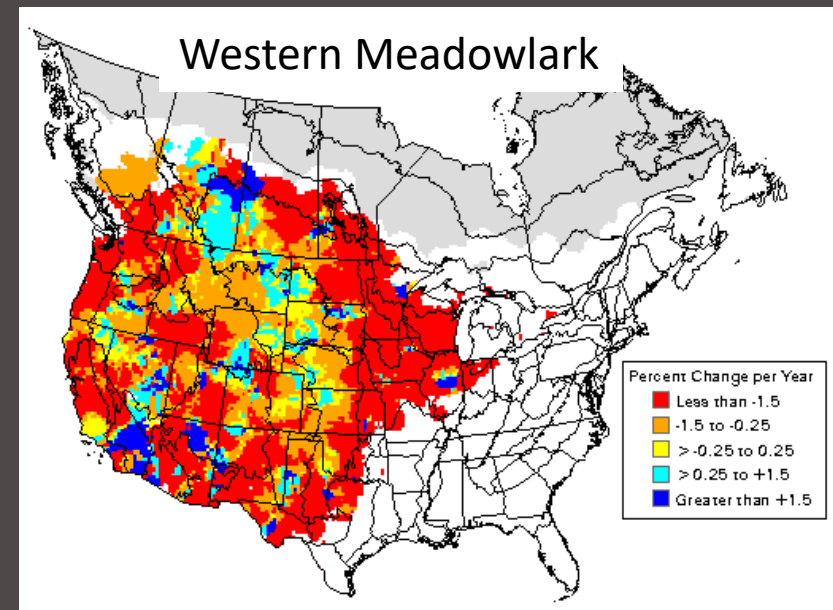 Western Meadowlark
Percent Change per Year
Less than -1.5
-1.5 to -0.25
> -0.25 to 0.25
> 0.25 to +1.5
Greater than +1.5